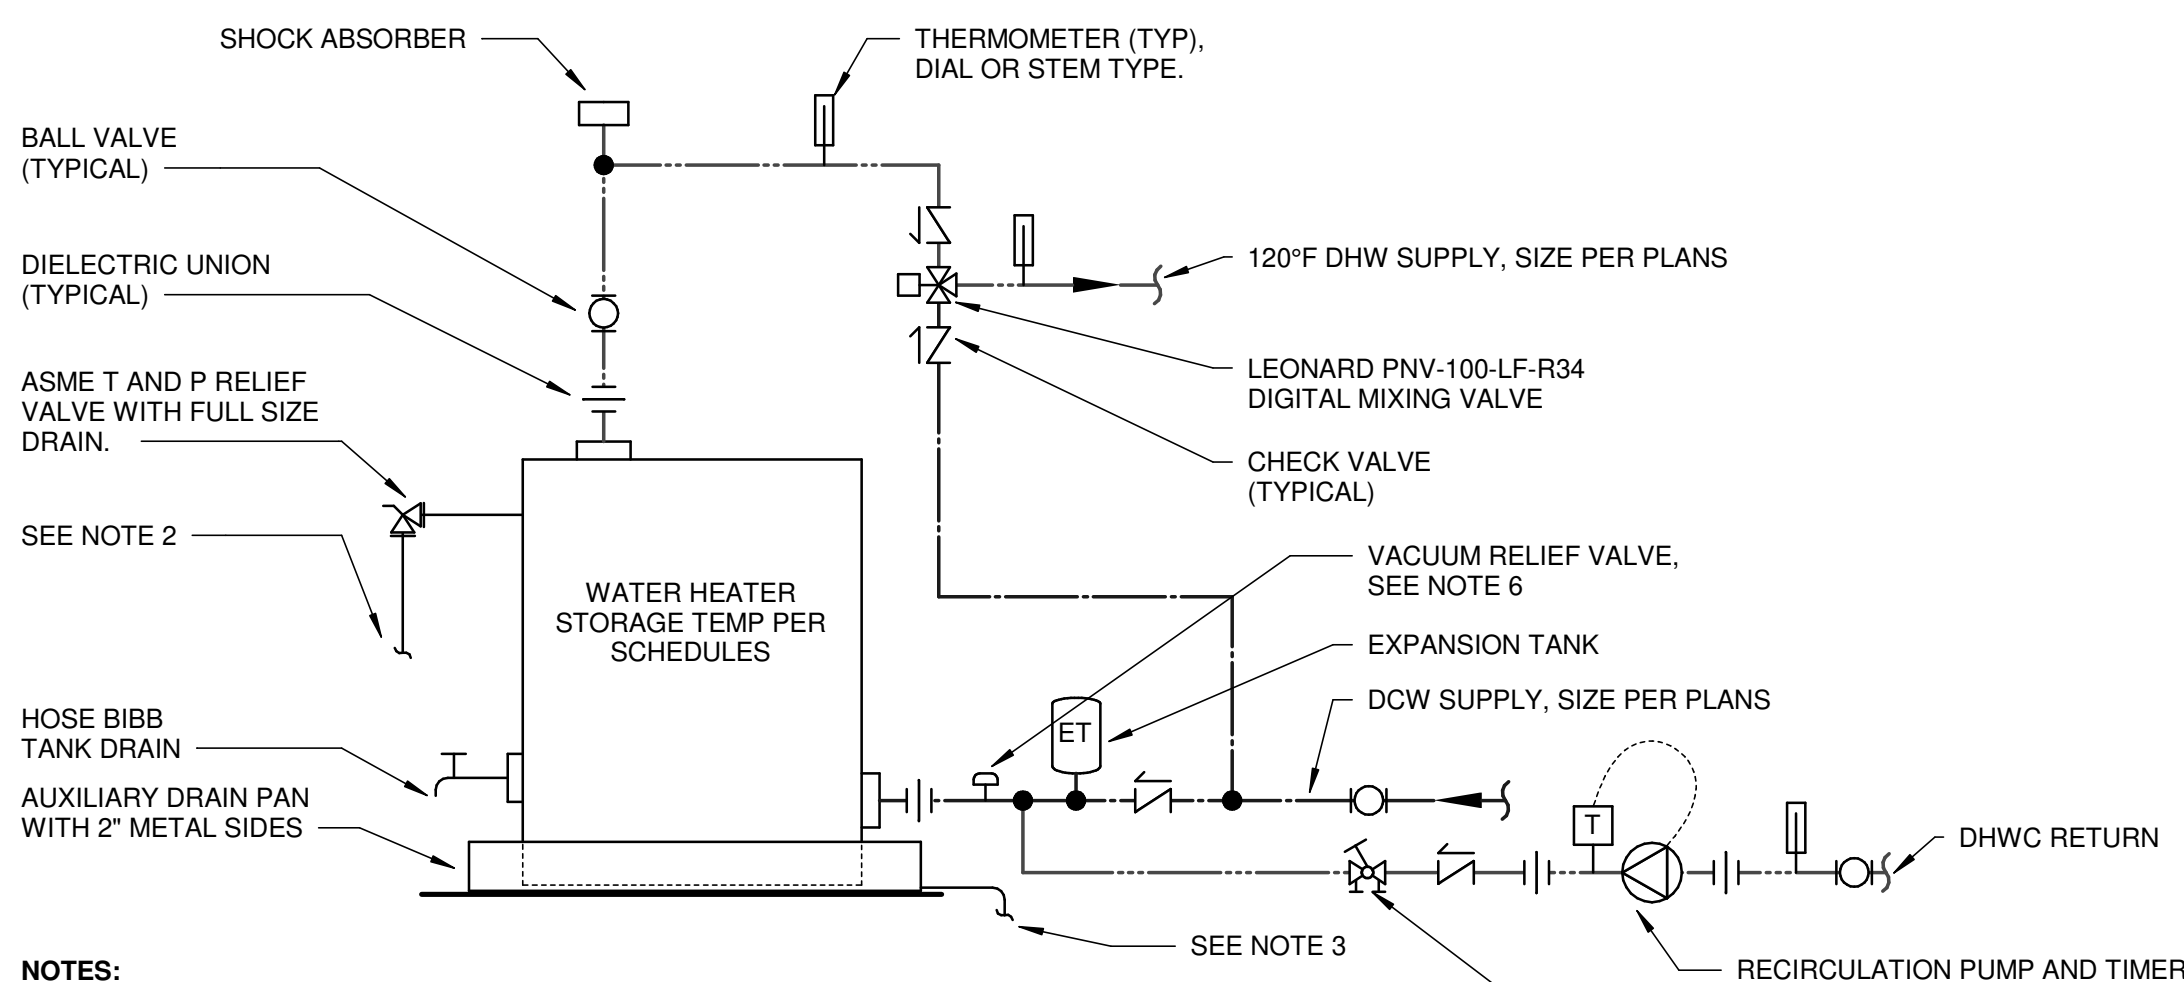 SHOCK ABSORBER
THERMOMETER (TYP),
DIAL OR STEM TYPE.
BALL VALVE
(TYPICAL)
120°F DHW SUPPLY, SIZE PER PLANS
DIELECTRIC UNION
(TYPICAL)
LEONARD PNV-100-LF-R34
DIGITAL MIXING VALVE
ASME T AND P RELIEF
VALVE WITH FULL SIZE
DRAIN.
CHECK VALVE
(TYPICAL)
SEE NOTE 2
VACUUM RELIEF VALVE,
SEE NOTE 6
WATER HEATER
STORAGE TEMP PER
SCHEDULES
EXPANSION TANK
DCW SUPPLY, SIZE PER PLANS
HOSE BIBB
TANK DRAIN
ET
AUXILIARY DRAIN PAN
WITH 2" METAL SIDES
T
DHWC RETURN
SEE NOTE 3
RECIRCULATION PUMP AND TIMER
NOTES: